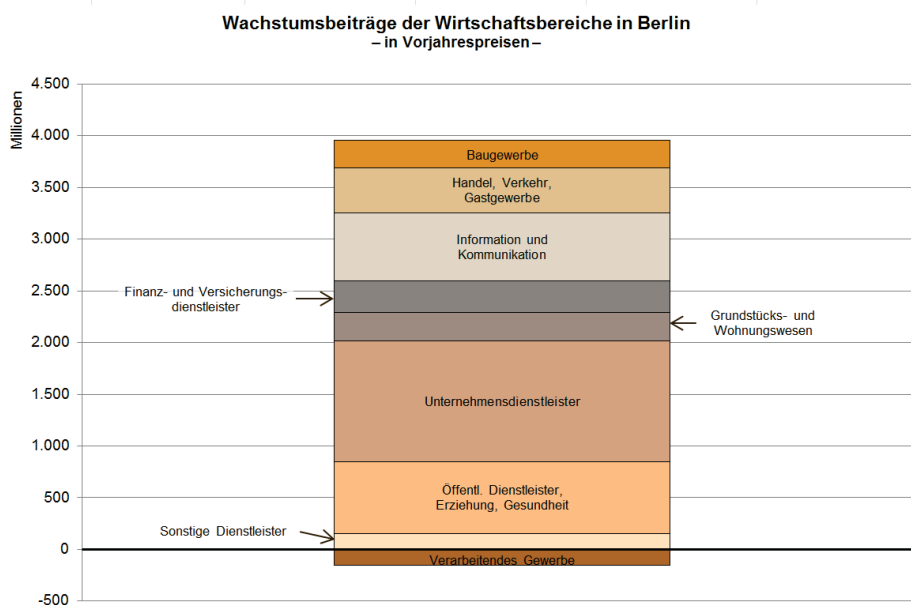 Wachstumsbeiträge der Wirtschaftsbereiche in Berlin
– in Vorjahrespreisen –
Millionen
4.500
4.000
3.500
3.000
2.500
2.000
1.500
1.000
500
0
-500
Baugewerbe
Handel, Verkehr,
Gastgewerbe
Information und
Kommunikation
Finanz- und Versicherungs-
dienstleister
Grundstücks- und
Wohnungswesen
Unternehmensdienstleister
Öffentl. Dienstleister,
Erziehung, Gesundheit
Sonstige Dienstleister
Verarbeitendes Gewerbe